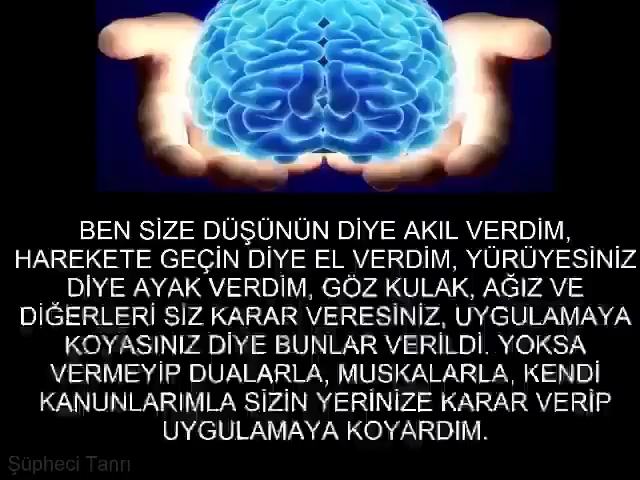 BEN SİZE DÜŞÜNÜN DİYE AKIL VERDİM,
HAREKETE GEÇİN DİYE EL VERDİM, YÜRÜYESİNİZ
DİYE AYAK VERDİM, GÖZ KULAK, AĞIZ VE
DİĞERLERİ SİZ KARAR VERESİNİZ, UYGULAMAYA
KOYASINIZ DİYE BUNLAR VERİLDİ. YOKSA
VERMEYİP DUALARLA, MUSKALARLA, KENDİ
KANUNLARIMLA SİZİN YERİNİZE KARAR VERİP
UYGULAMAYA KOYARDIM.
Şüpheci Tanrı